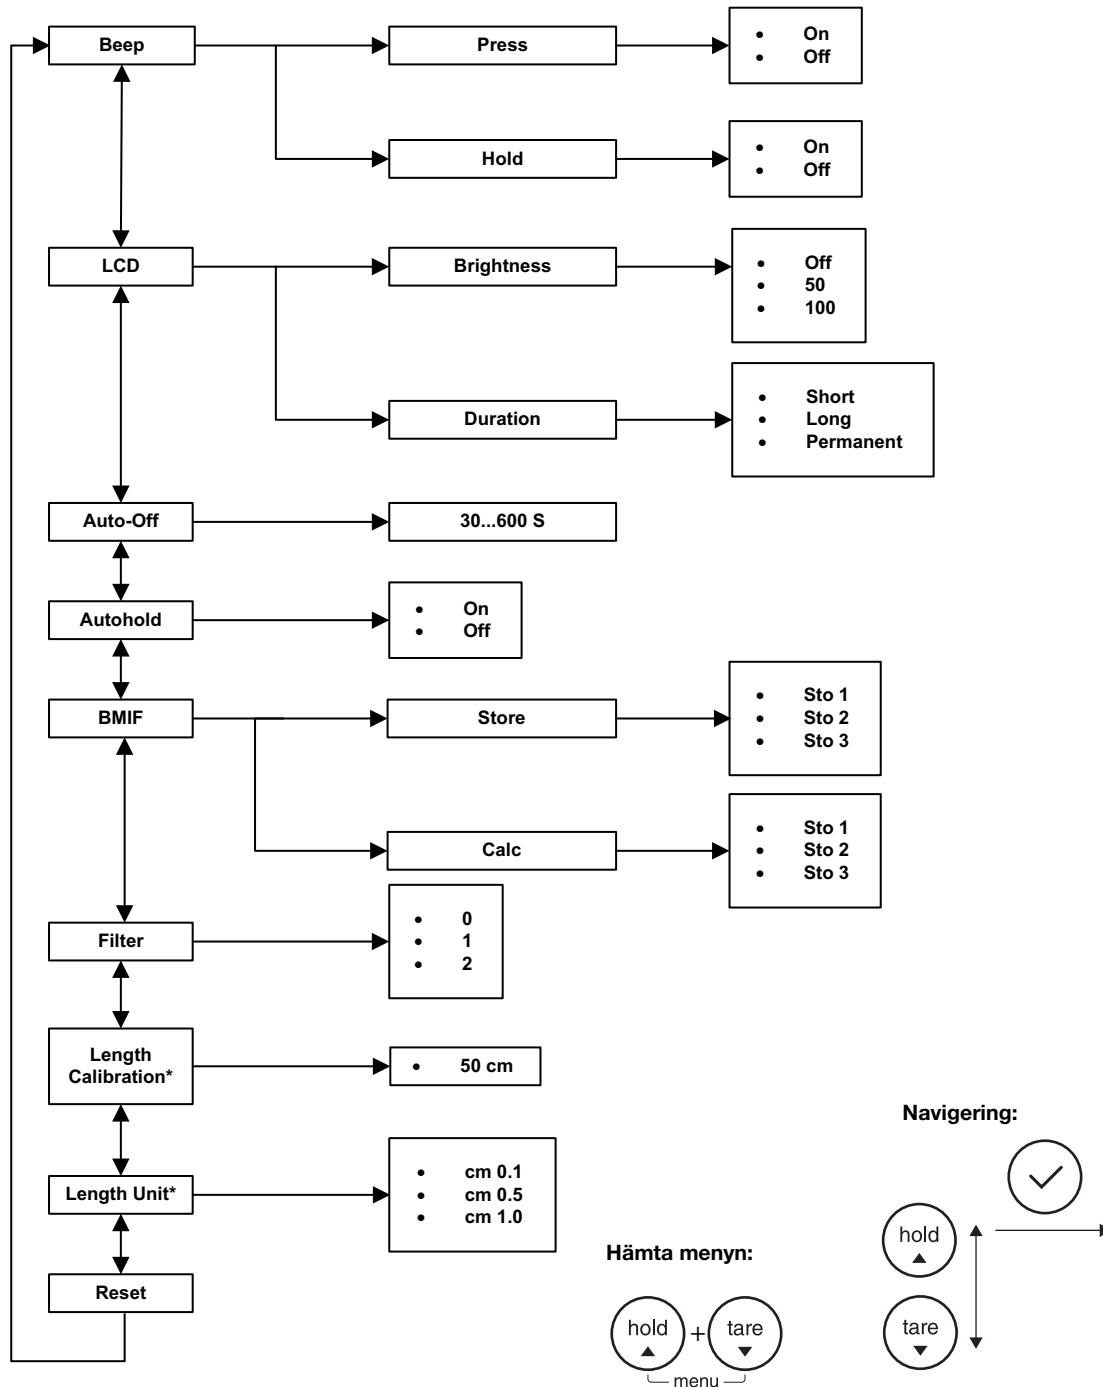 Beep
Press
• On
• Off
Hold
• On
• Off
LCD
Brightness
• Off
• 50
• 100
Duration
• Short
• Long
• Permanent
Auto-Off
30...600 S
Autohold
• On
• Off
BMIF
Store
• Sto 1
• Sto 2
• Sto 3
Calc
• Sto 1
• Sto 2
• Sto 3
Filter
• 0
• 1
• 2
Length
Calibration*
• 50 cm
Length Unit*
• cm 0.1
• cm 0.5
• cm 1.0
Reset
Hämta menyn:
hold + tare
menu
Navigering:
hold
tare